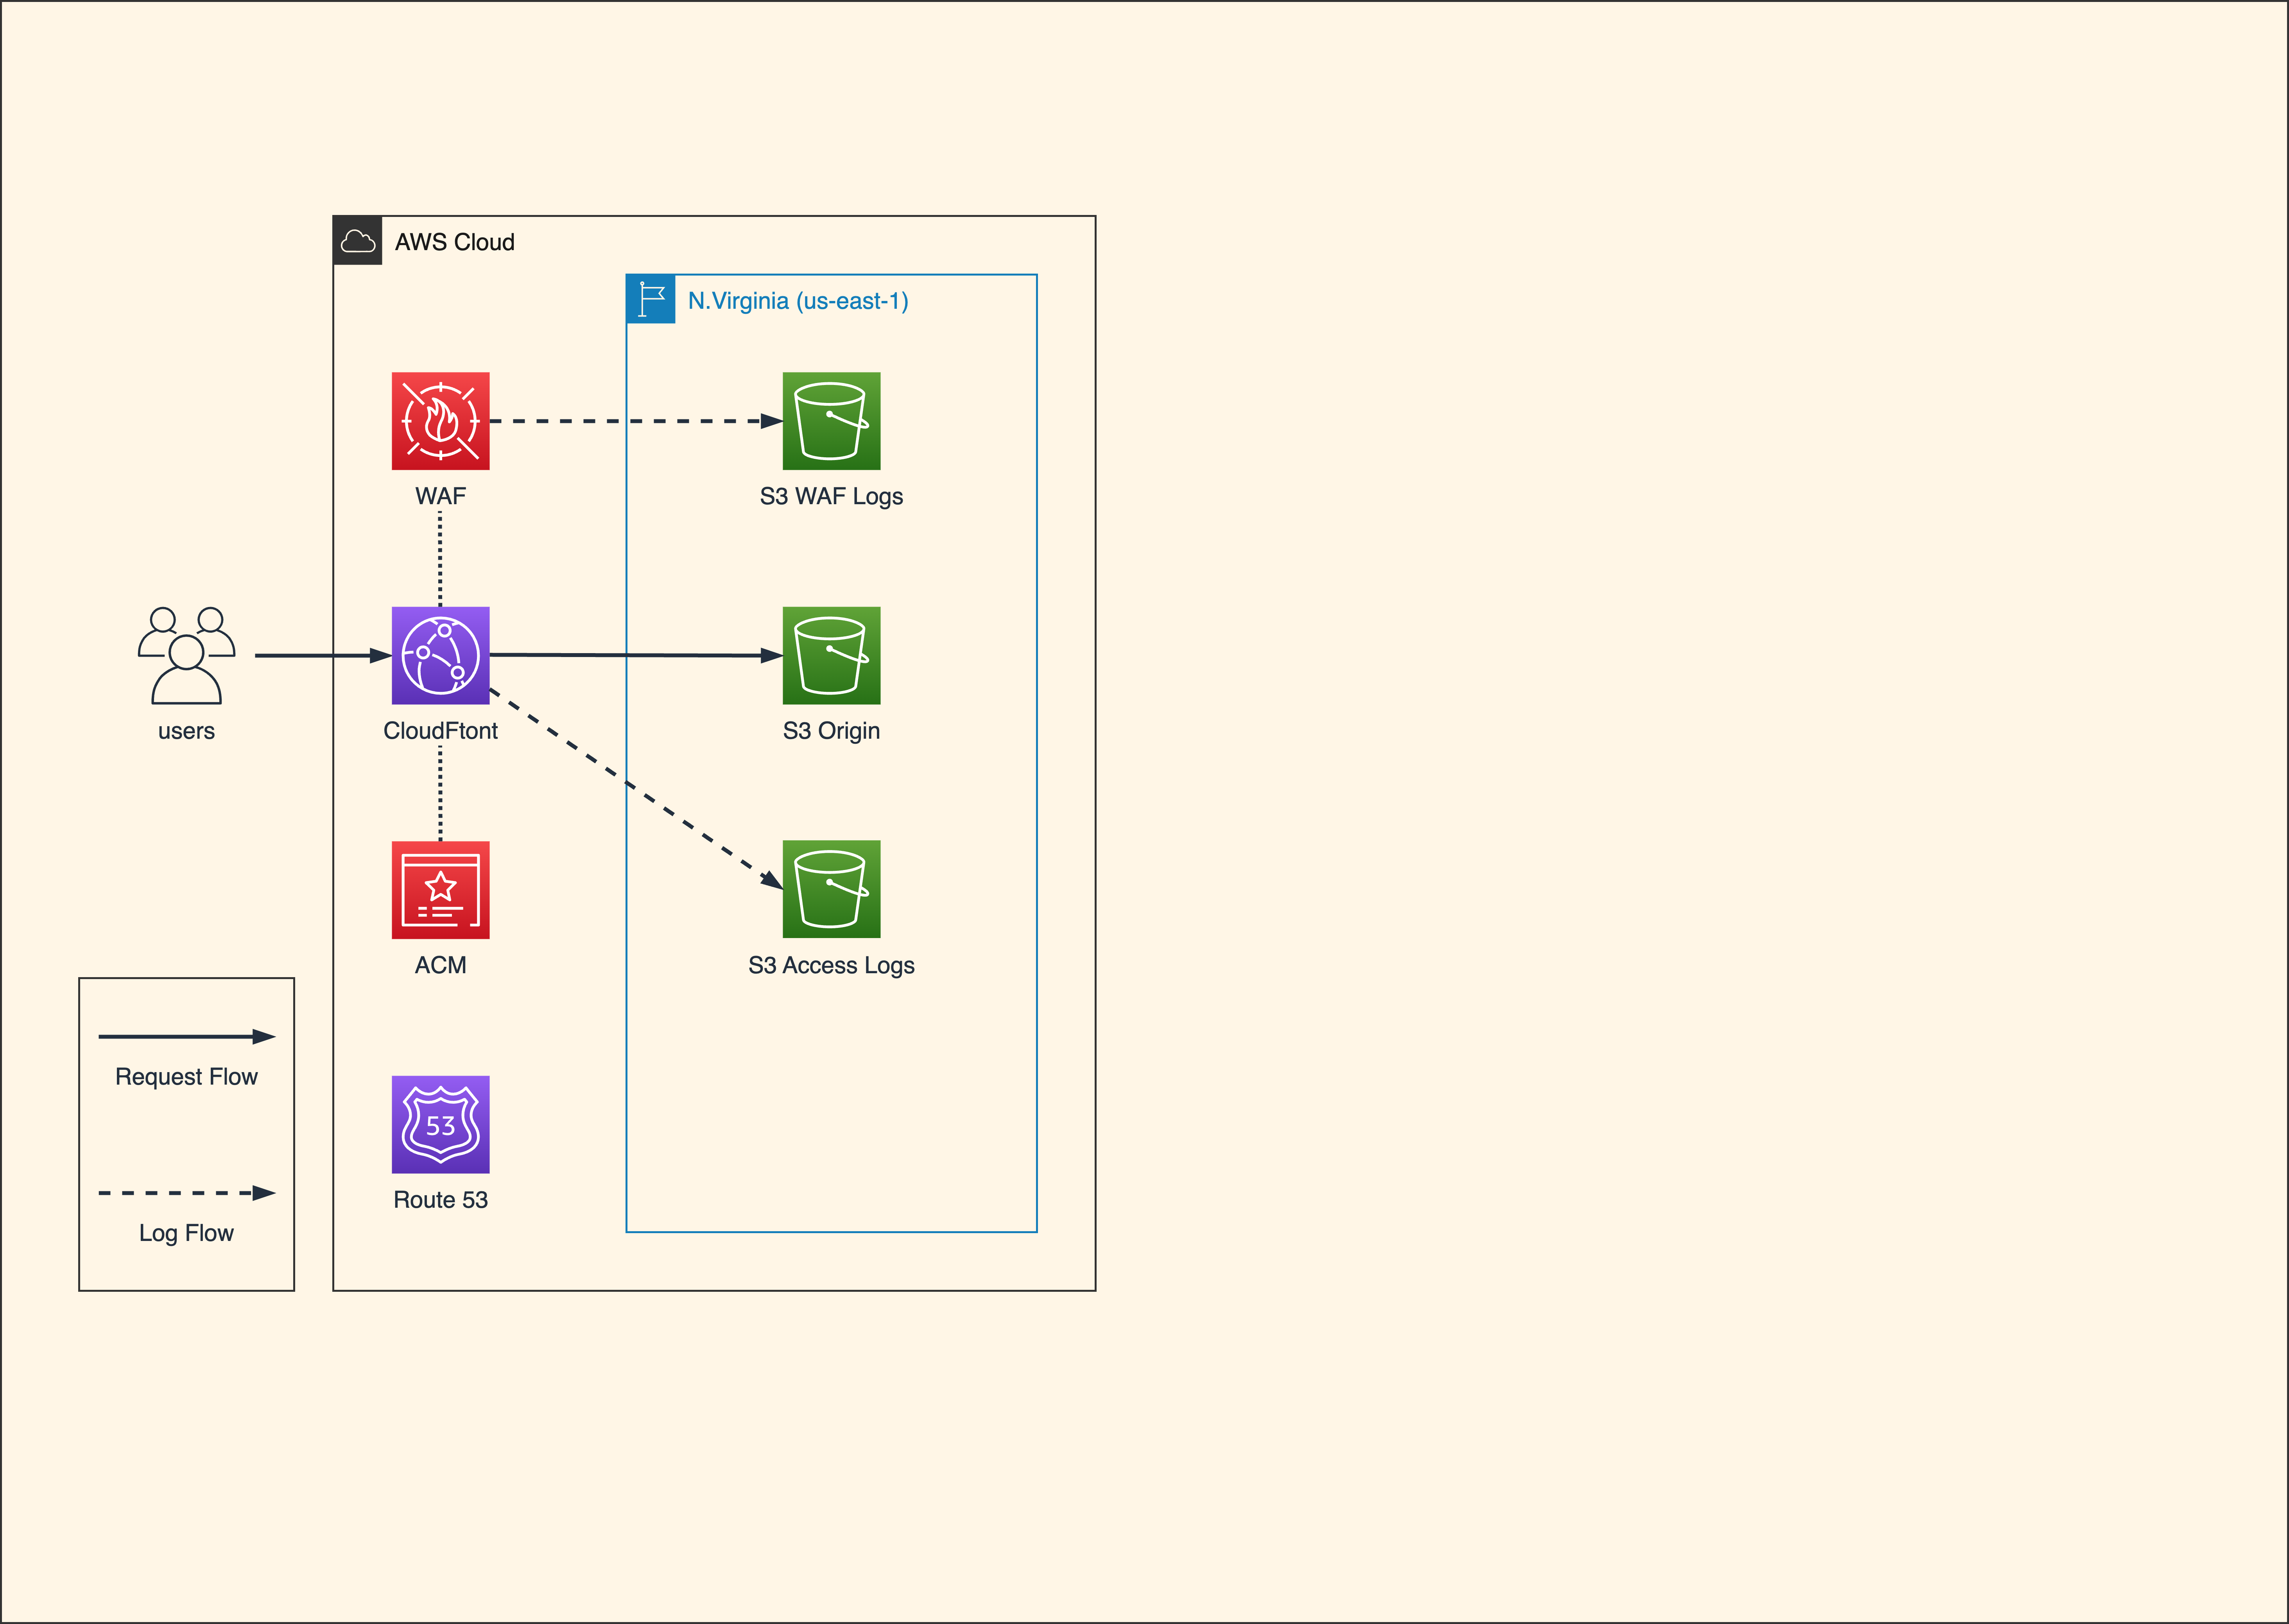 AWS Cloud
N.Virginia (us-east-1)
WAF
S3 WAF Logs
users
CloudFtont
S3 Origin
ACM
S3 Access Logs
Request Flow
53
Route 53
Log Flow